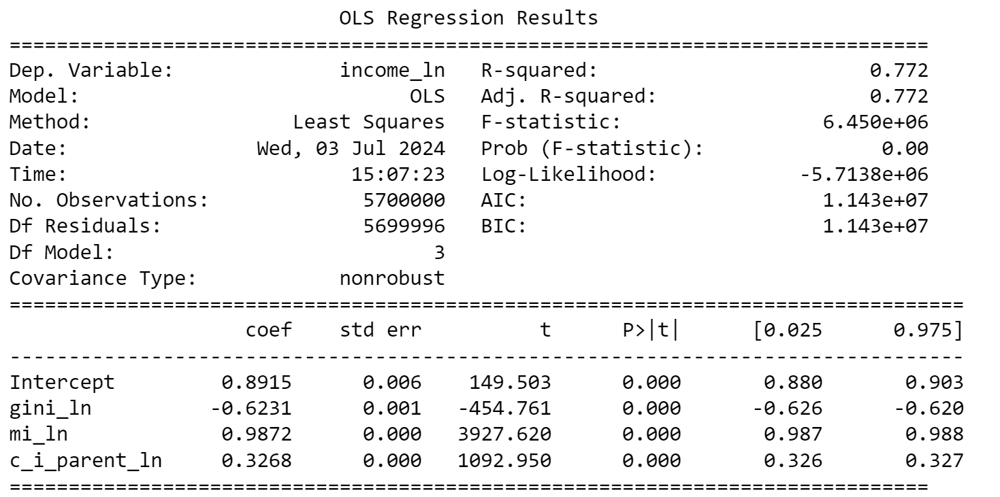 OLS Regression Results
==============================================================================
Dep. Variable:              income_ln   R-squared:                       0.772
Model:                            OLS   Adj. R-squared:                  0.772
Method:                 Least Squares   F-statistic:                 6.450e+06
Date:                Wed, 03 Jul 2024   Prob (F-statistic):               0.00
Time:                        15:07:23   Log-Likelihood:            -5.7138e+06
No. Observations:             5700000   AIC:                         1.143e+07
Df Residuals:                 5699996   BIC:                         1.143e+07
Df Model:                           3
Covariance Type:            nonrobust
=================================================================================
                    coef    std err          t      P>|t|      [0.025      0.975]
---------------------------------------------------------------------------------
Intercept         0.8915      0.006    149.503      0.000       0.880       0.903
gini_ln          -0.6231      0.001   -454.761      0.000      -0.626      -0.620
mi_ln             0.9872      0.000   3927.620      0.000       0.987       0.988
c_i_parent_ln     0.3268      0.000   1092.950      0.000       0.326       0.327
==============================================================================